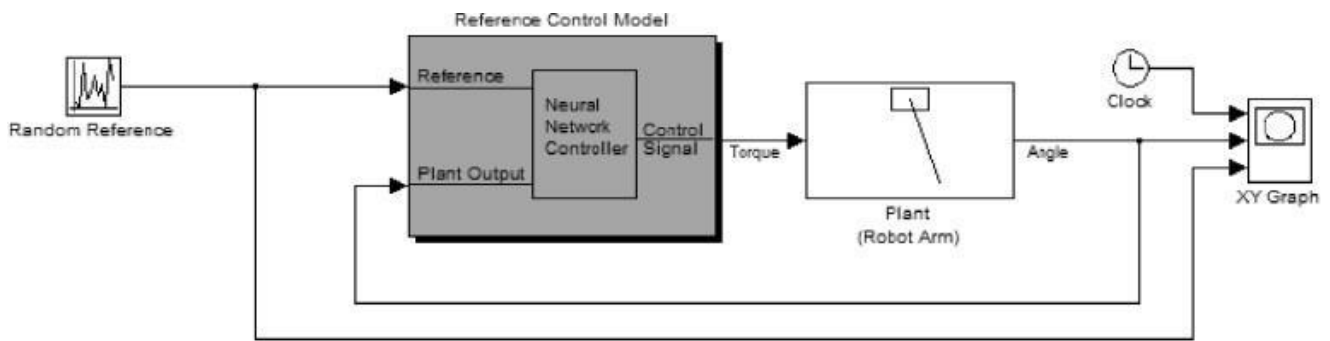 Reference Control Model
Random Reference
Reference
Neural
Network
Controller
Control
Signal
Plant Output
Torque
Plant
(Robot Arm)
Angle
Clock
XY Graph